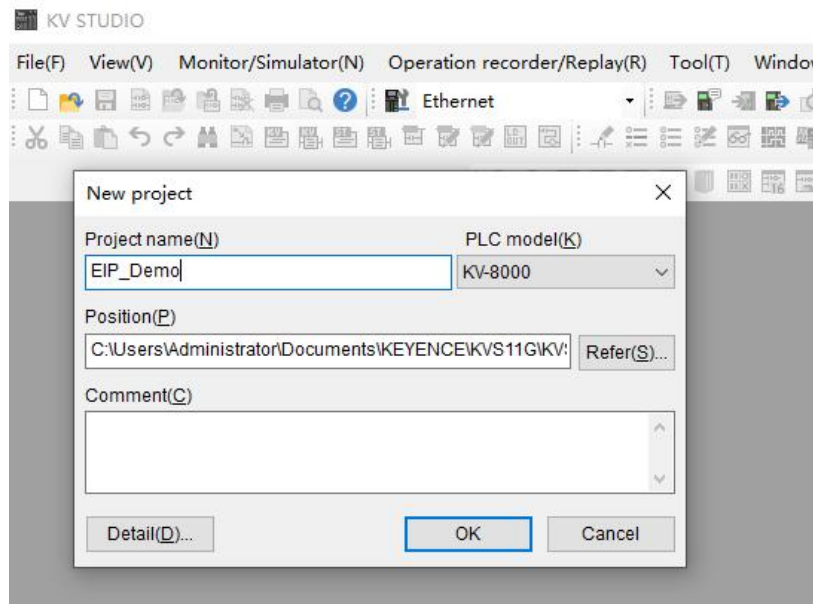 KV STUDIO
File(F) View(V) Monitor/Simulator(N) Operation recorder/Replay(R) Tool(T) Window
Ethernet
New project
Project name(N) PLC model(K)
EIP_Demo KV-8000
Position(P)
C:\Users\Administrator\Documents\KEYENCE\KVS11G\KV Refer(S)...
Comment(C)
Detail(D)... OK Cancel